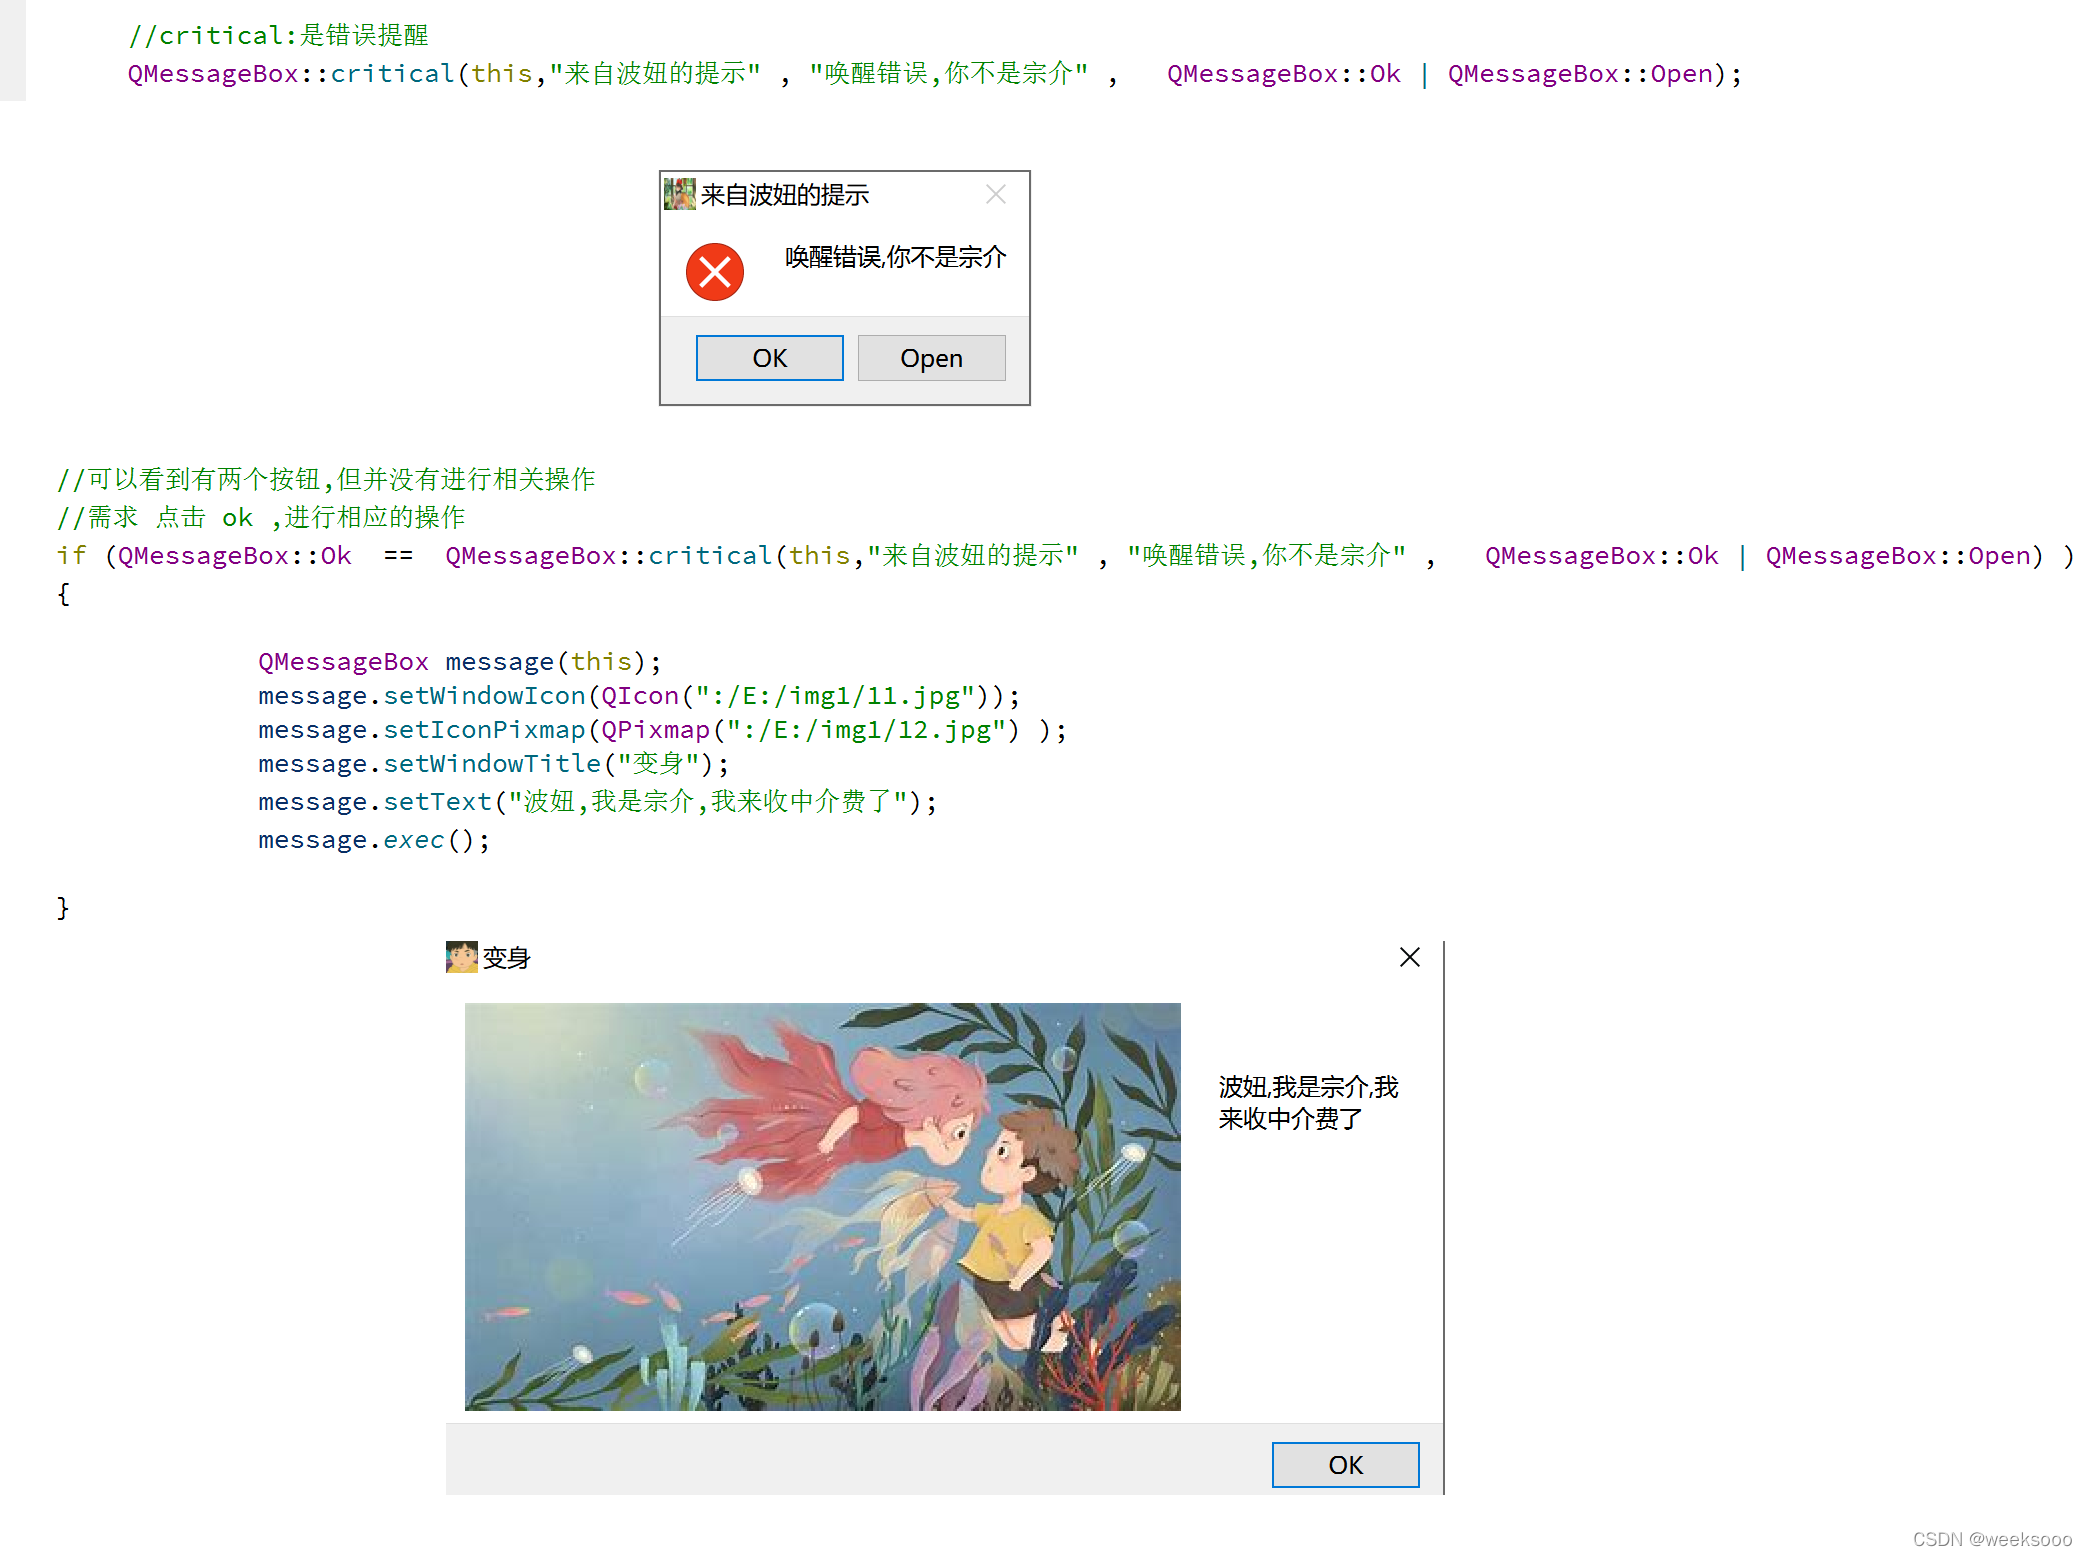 //critical:是错误提醒
QMessageBox::critical(this,"来自波妞的提示" , "唤醒错误,你不是宗介" ,   QMessageBox::Ok | QMessageBox::Open);
来自波妞的提示
唤醒错误,你不是宗介
OK Open
//可以看到有两个按钮,但并没有进行相关操作
//需求 点击 ok ,进行相应的操作
if (QMessageBox::Ok  ==  QMessageBox::critical(this,"来自波妞的提示" , "唤醒错误,你不是宗介" ,   QMessageBox::Ok | QMessageBox::Open) )
{
QMessageBox message(this);
message.setWindowIcon(QIcon(":/E:/img1/11.jpg"));
message.setIconPixmap(QPixmap(":/E:/img1/12.jpg") );
message.setWindowTitle("变身");
message.setText("波妞,我是宗介,我来收中介费了");
message.exec();
}
变身
波妞,我是宗介,我
来收中介费了
OK
CSDN @weeksooo